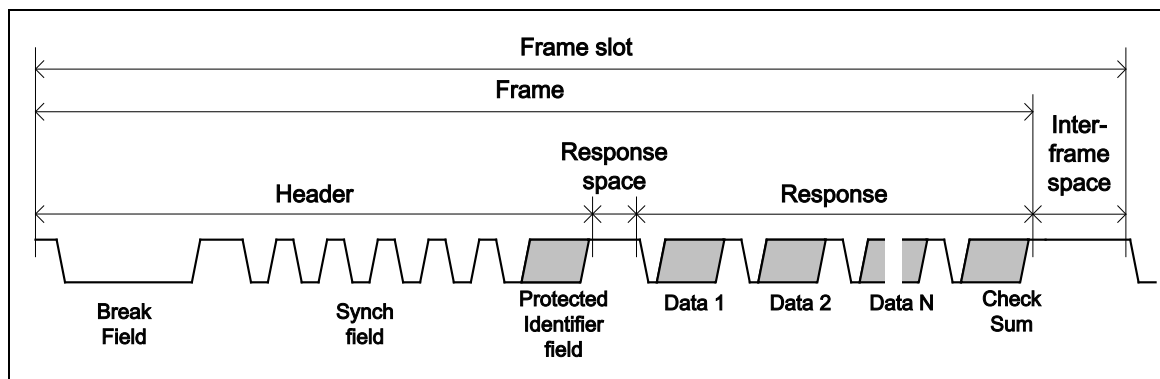 Frame slot
Frame
Inter-
frame
space
Response
space
Header
Response
Break
Field
Synch
field
Protected
Identifier
field
Data 1
Data 2
Data N
Check
Sum